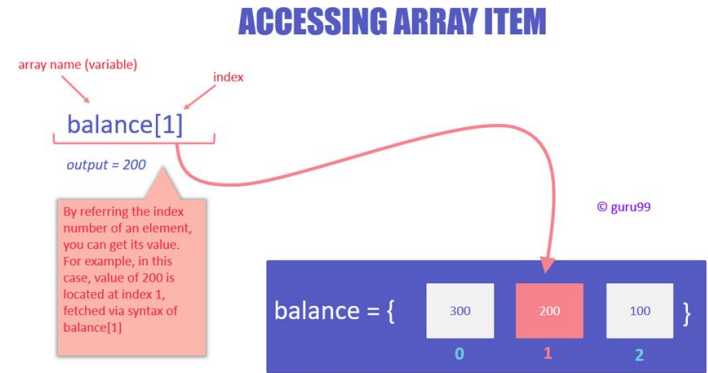 ACCESSING ARRAY ITEM
array name (variable)
index
balance[1]
output = 200
By referring the index
number of an element,
you can get its value.
For example, in this
case, value of 200 is
located at index 1,
fetched via syntax of
balance[1]
© guru99
balance = { 300 200 100 }
0 1 2